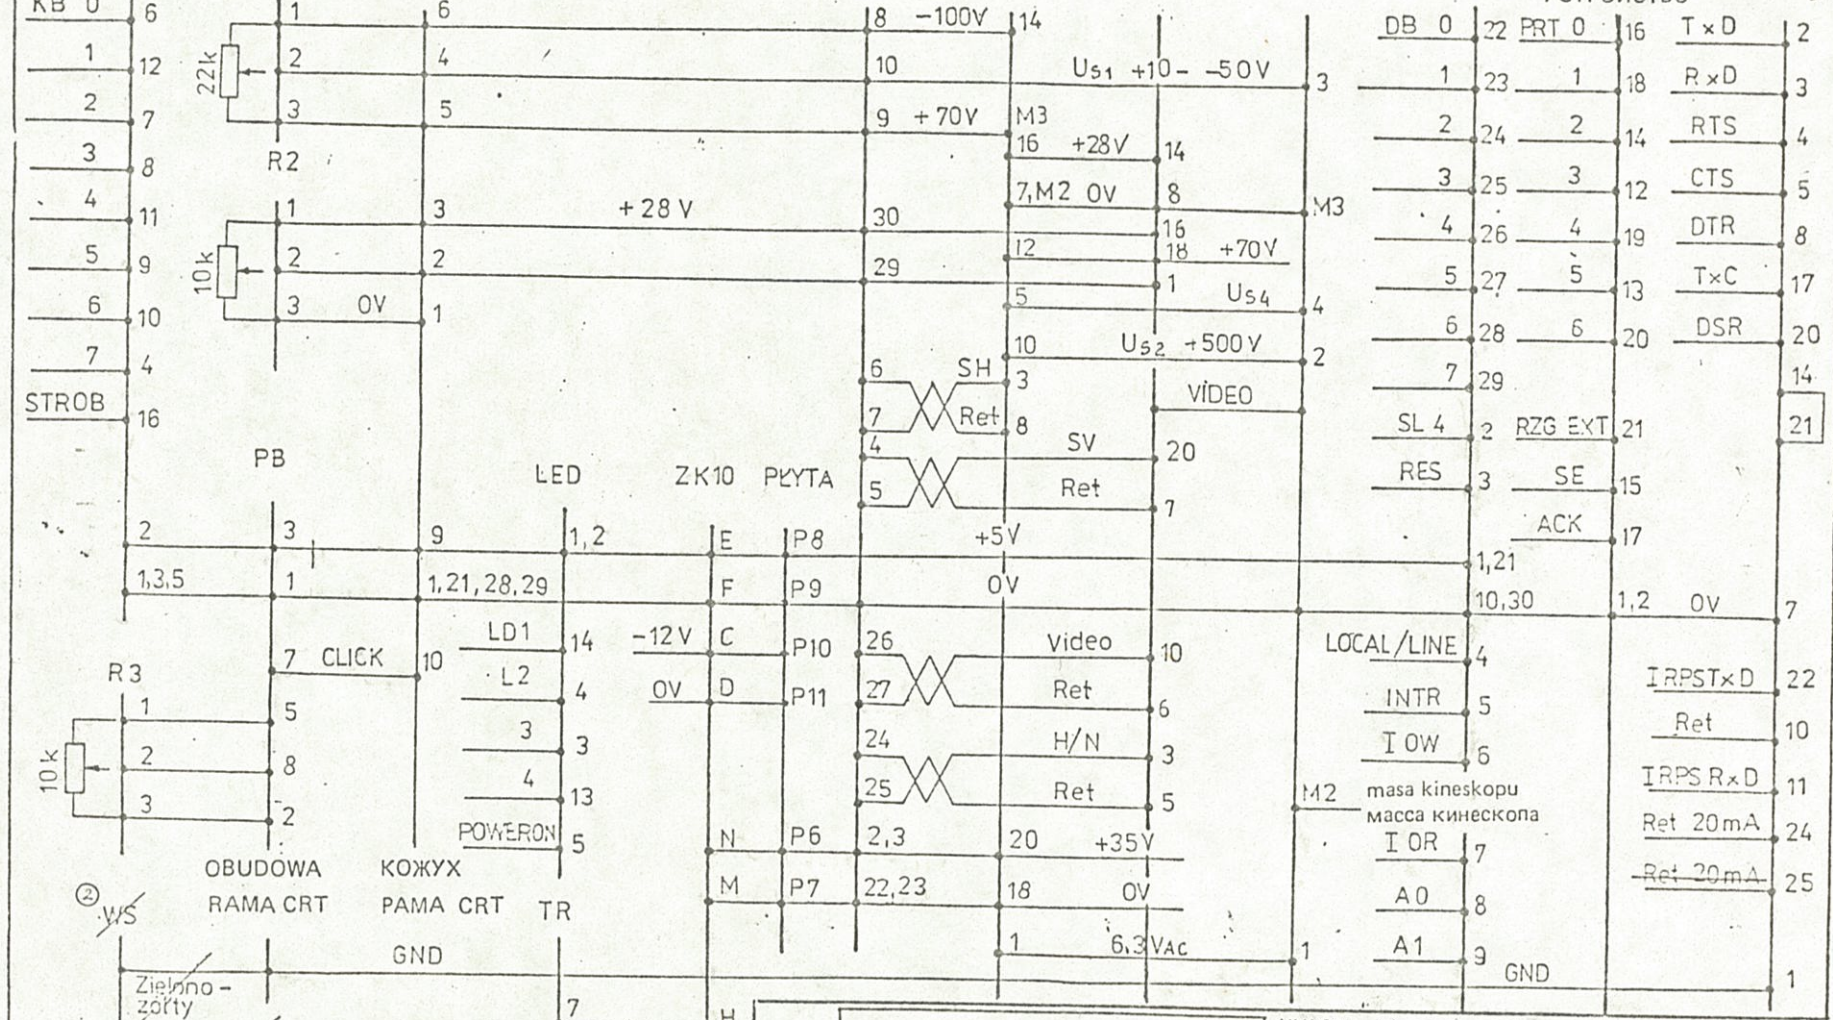 KB 0 6
1 12
2 7
3 8
4 11
5 9
6 10
7 4
STROB 16
22k
1 6
2 4
3 5
R2
10k
1 3 +28V
2 2
3 0V 1
PB
2 3 9
1,3,5 1 1,21,28,29
7 CLICK 10
R3
10k
1 5
2 8
3 2
OBUDOWA КОЖУХ
RAMA CRT РАМА CRT
② WS
GND
Zielono-
żółty
ŁED
1,2
LD1 14
L2 4
3 3
4 13
POWERON 5
TR
7
ZK10 PŁYTA
E P8 +5V
F P9 0V
-12V C P10
0V D P11
N P6 2,3 20 +35V
M P7 22,23 18 0V
H
8 -100V 14
10 Us1 +10- -50V 3
9 +70V M3
16 +28V 14
7,M2 0V 8 M3
30 16
12 18 +70V
29 1
5 Us4 4
10 Us2 +500V 2
6 SH 3
7 Ret 8
VIDEO
4 SV 20
5 Ret 7
26 Video 10
27 Ret 6
24 H/N 3
25 Ret 5
1 6,3VAC 1
M2 masa kineskopu
масса кинескопа
DB 0 22
1 23
2 24
3 25
4 26
5 27
6 28
7 29
SL 4 2
RES 3
1,21
10,30
LOCAL/LINE 4
INTR 5
IOW 6
IOR 7
A0 8
A1 9
PRT 0 16
1 18
2 14
3 12
4 19
5 13
6 20
RZG EXT 21
SE 15
ACK 17
1,2 0V 7
TxD 2
RxD 3
RTS 4
CTS 5
DTR 8
TxC 17
DSR 20
14
21
IRPSTxD 22
Ret 10
IRPS RxD 11
Ret 20mA 24
Ret 20mA 25
GND 1